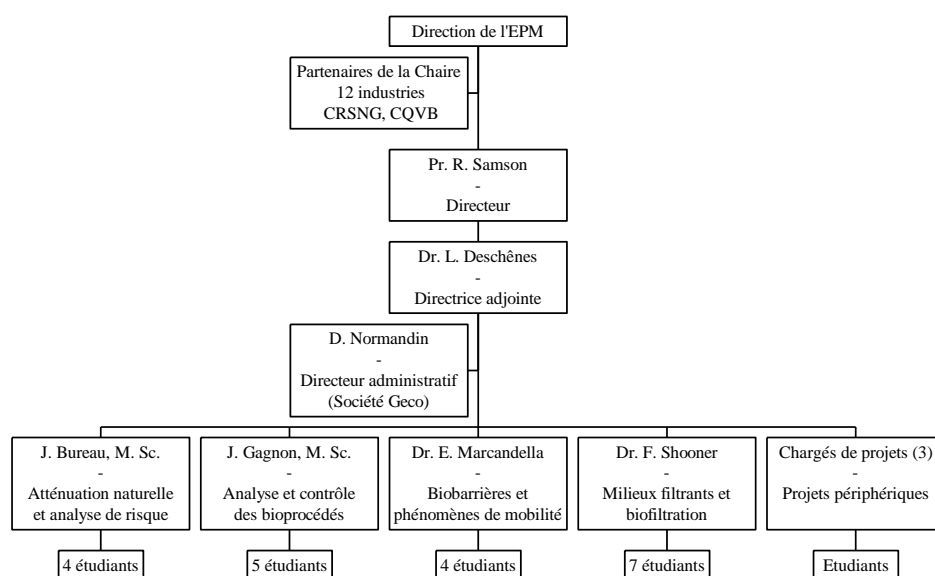 Direction de l'EPM
Partenaires de la Chaire
12 industries
CRSNG, CQVB
Pr. R. Samson
-
Directeur
Dr. L. Deschênes
-
Directrice adjointe
D. Normandin
-
Directeur administratif
(Société Geco)
J. Bureau, M. Sc.
-
Atténuation naturelle
et analyse de risque
J. Gagnon, M. Sc.
-
Analyse et contrôle
des bioprocédés
Dr. E. Marcandella
-
Biobarrières et
phénomènes de mobilité
Dr. F. Shooner
-
Milieux filtrants et
biofiltration
Chargés de projets (3)
-
Projets périphériques
4 étudiants
5 étudiants
4 étudiants
7 étudiants
Etudiants